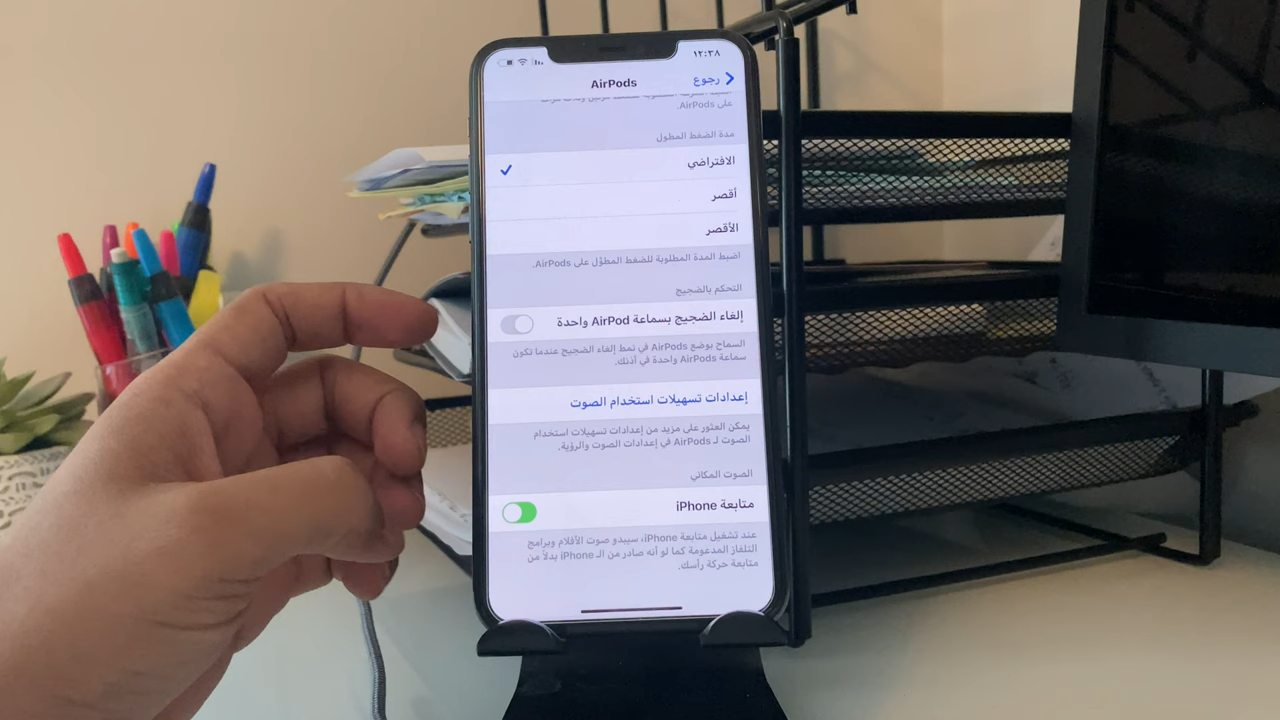 ١٢:٣٨
رجوع
AirPods
على AirPods.
مدة الضغط المطول
الافتراضي
أقصر
الأقصر
اضبط المدة المطلوبة للضغط المطوّل على AirPods.
التحكم بالضجيج
إلغاء الضجيج بسماعة AirPod واحدة
السماح بوضع AirPods في نمط إلغاء الضجيج عندما تكون
سماعة AirPods واحدة في أذنك.
إعدادات تسهيلات استخدام الصوت
يمكن العثور على مزيد من إعدادات تسهيلات استخدام
الصوت لـ AirPods في إعدادات الصوت والرؤية.
الصوت المكاني
متابعة iPhone
عند تشغيل متابعة iPhone، سيبدو صوت الأفلام وبرامج
التلفاز المدعومة كما لو أنه صادر من الـ iPhone بدلاً من
متابعة حركة رأسك.